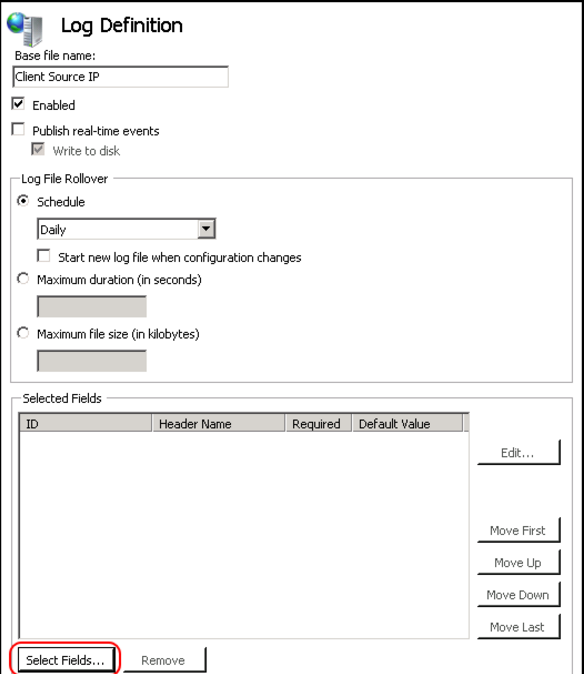 Log Definition
Base file name:
Client Source IP
Enabled
Publish real-time events
Write to disk
Log File Rollover
Schedule
Daily
Start new log file when configuration changes
Maximum duration (in seconds)
Maximum file size (in kilobytes)
Selected Fields
ID Header Name Required Default Value
Edit...
Move First
Move Up
Move Down
Move Last
Select Fields... Remove